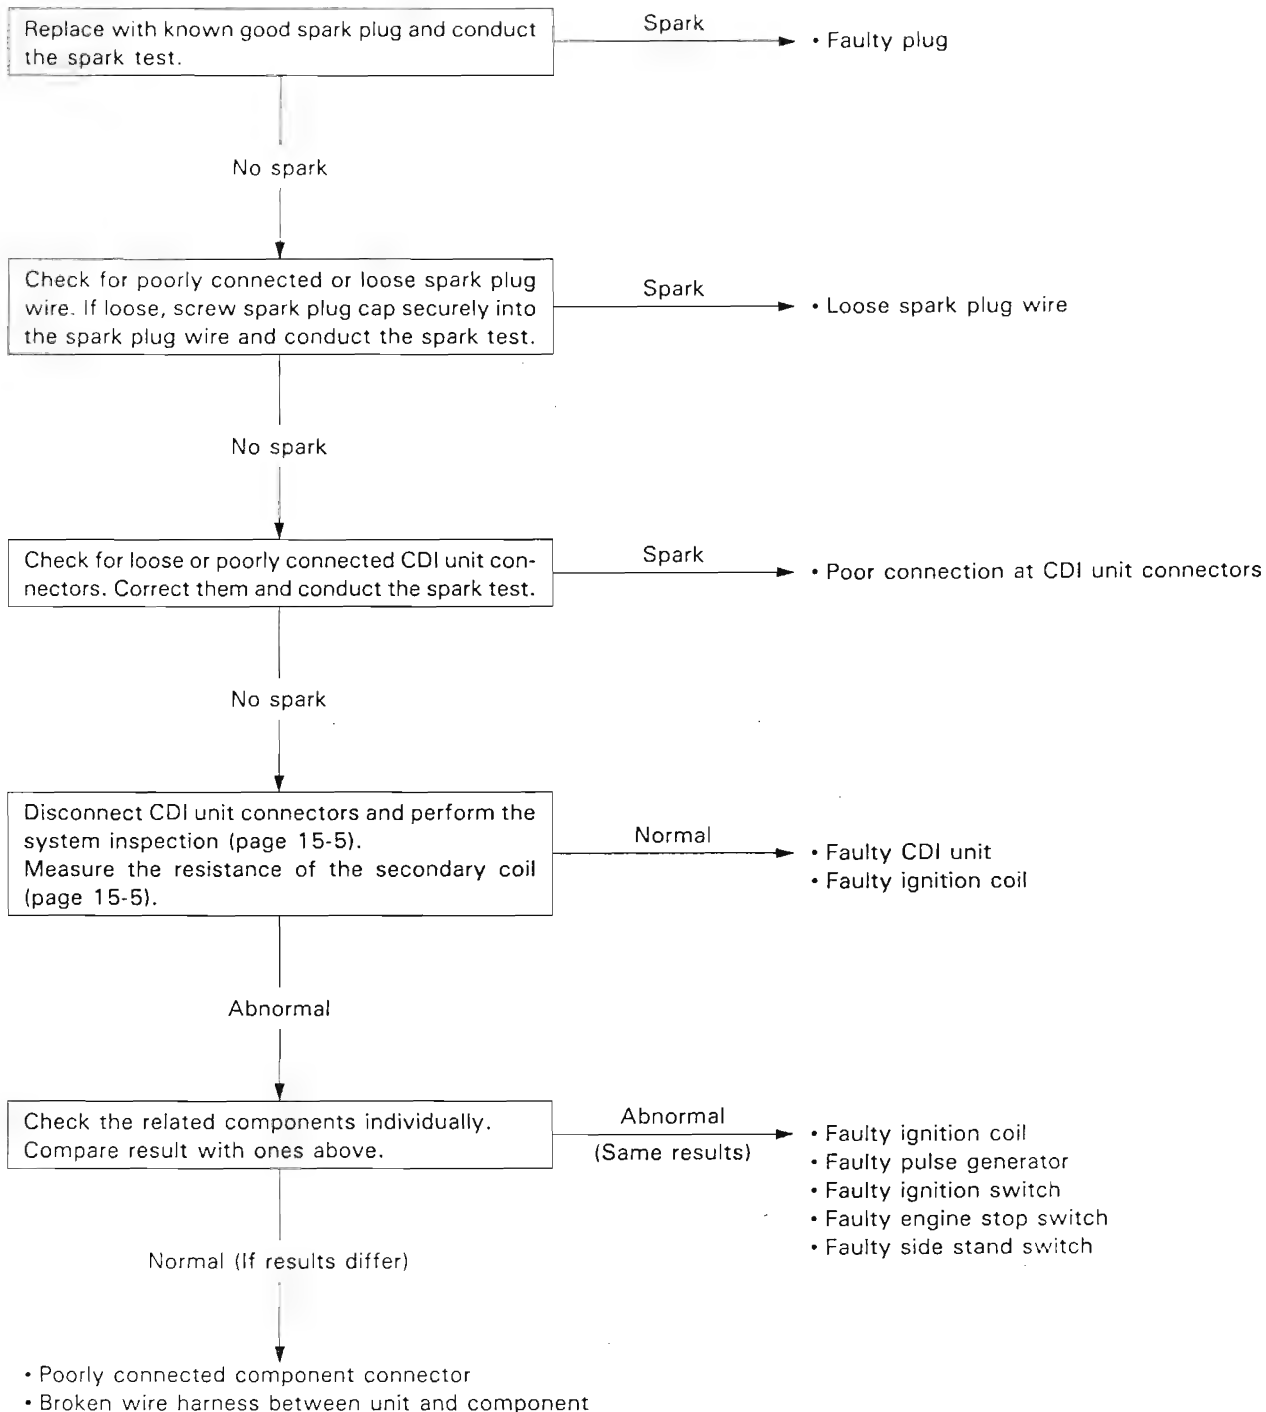 Replace with known good spark plug and conduct
the spark test.
Spark
• Faulty plug
No spark
Check for poorly connected or loose spark plug
wire. If loose, screw spark plug cap securely into
the spark plug wire and conduct the spark test.
Spark
• Loose spark plug wire
No spark
Check for loose or poorly connected CDI unit con-
nectors. Correct them and conduct the spark test.
Spark
• Poor connection at CDI unit connectors
No spark
Disconnect CDI unit connectors and perform the
system inspection (page 15-5).
Measure the resistance of the secondary coil
(page 15-5).
Normal
• Faulty CDI unit
• Faulty ignition coil
Abnormal
Check the related components individually.
Compare result with ones above.
Abnormal
(Same results)
• Faulty ignition coil
• Faulty pulse generator
• Faulty ignition switch
• Faulty engine stop switch
• Faulty side stand switch
Normal (If results differ)
• Poorly connected component connector
• Broken wire harness between unit and component